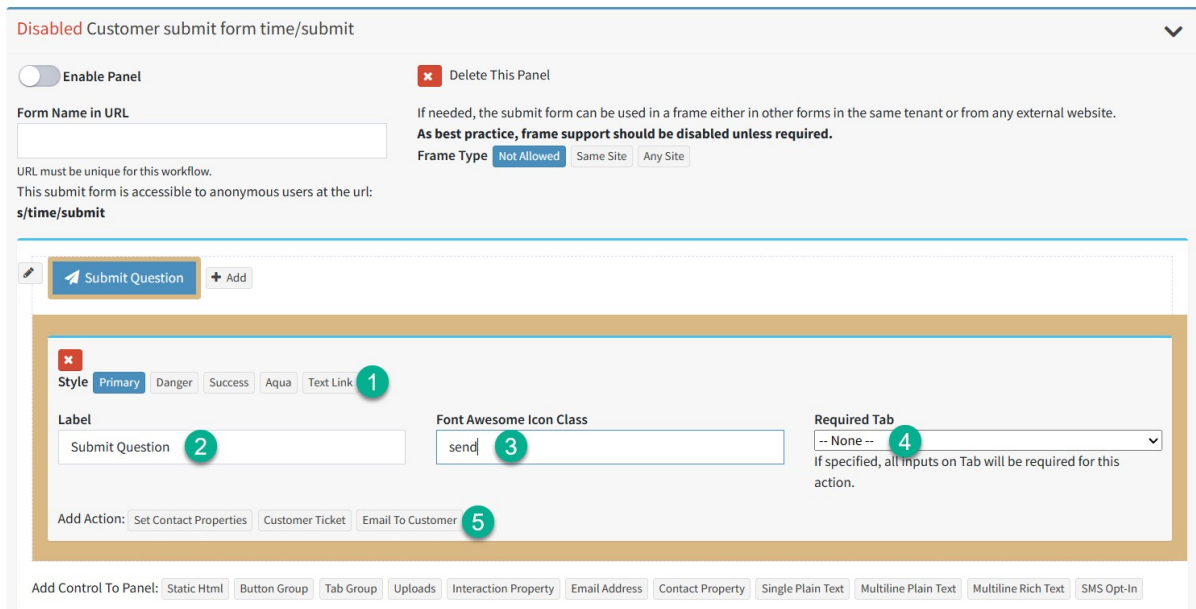 Disabled Customer submit form time/submit
Enable Panel
Delete This Panel
Form Name in URL
If needed, the submit form can be used in a frame either in other forms in the same tenant or from any external website.
As best practice, frame support should be disabled unless required.
Frame Type Not Allowed Same Site Any Site
URL must be unique for this workflow.
This submit form is accessible to anonymous users at the url:
s/time/submit
Submit Question Add
Style Primary Danger Success Aqua Text Link 1
Label Font Awesome Icon Class Required Tab
Submit Question 2 send 3 -- None -- 4
If specified, all inputs on Tab will be required for this
action.
Add Action: Set Contact Properties Customer Ticket Email To Customer 5
Add Control To Panel: Static Html Button Group Tab Group Uploads Interaction Property Email Address Contact Property Single Plain Text Multiline Plain Text Multiline Rich Text SMS Opt-In